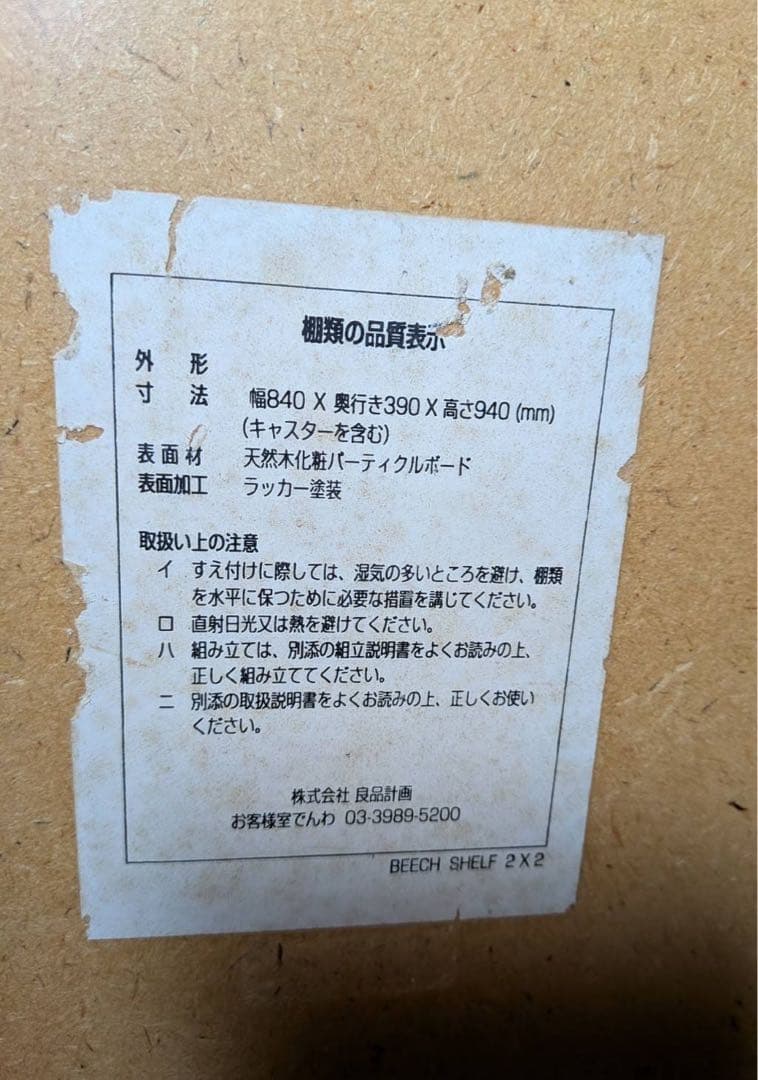 棚類の品質表示
外形
寸法 幅840 X 奥行き390 X 高さ940 (mm)
(キャスターを含む)
表面材 天然木化粧パーティクルボード
表面加工 ラッカー塗装
取扱い上の注意
イ すえ付けに際しては、湿気の多いところを避け、棚類
を水平に保つために必要な措置を講じてください。
ロ 直射日光又は熱を避けてください。
ハ 組み立ては、別添の組立説明書をよくお読みの上、
正しく組み立ててください。
ニ 別添の取扱説明書をよくお読みの上、正しくお使い
ください。
株式会社 良品計画
お客様室でんわ 03-3989-5200
BEECH SHELF 2X2